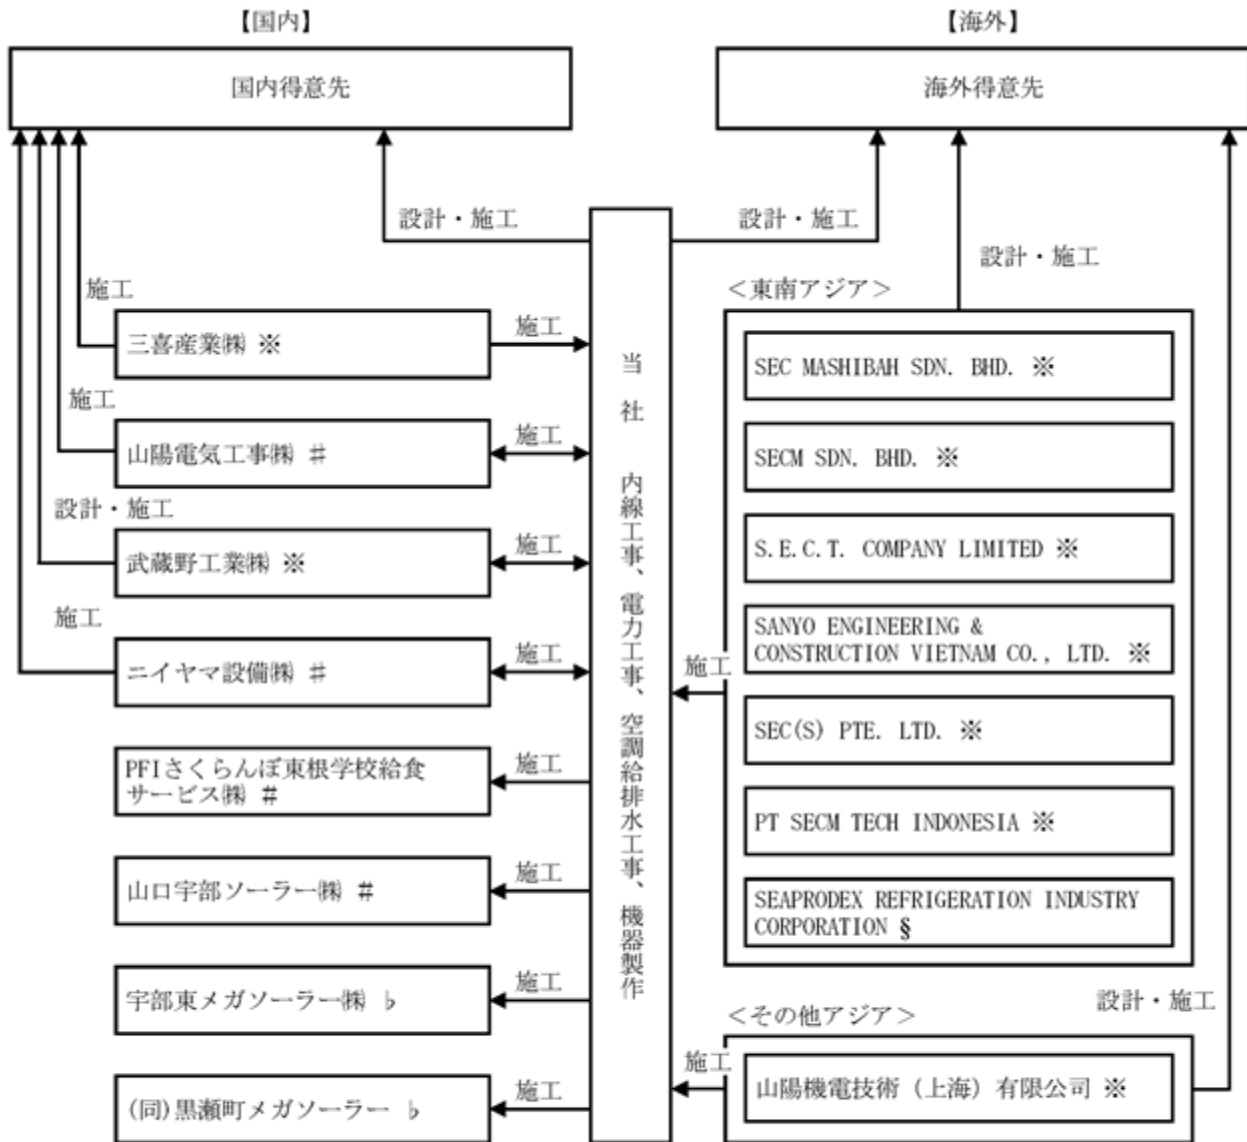 【国内】
【海外】
国内得意先
海外得意先
設計・施工
設計・施工
設計・施工
<東南アジア>
施工
三喜産業㈱ ※
施工
施工
山陽電気工事㈱ #
施工
設計・施工
武蔵野工業㈱ ※
施工
施工
ニイヤマ設備㈱ #
施工
PFIさくらんぼ東根学校給食
サービス㈱ #
施工
山口宇部ソーラー㈱ #
施工
宇部東メガソーラー㈱ ♭
施工
(同)黒瀬町メガソーラー ♭
施工
当社 内線工事、電力工事、空調給排水工事、機器製作
SEC MASHIBAH SDN. BHD. ※
SECM SDN. BHD. ※
S.E.C.T. COMPANY LIMITED ※
SANYO ENGINEERING &
CONSTRUCTION VIETNAM CO., LTD. ※
施工
SEC(S) PTE. LTD. ※
PT SECM TECH INDONESIA ※
SEAPRODEX REFRIGERATION INDUSTRY
CORPORATION §
設計・施工
<その他アジア>
施工
山陽機電技術（上海）有限公司 ※